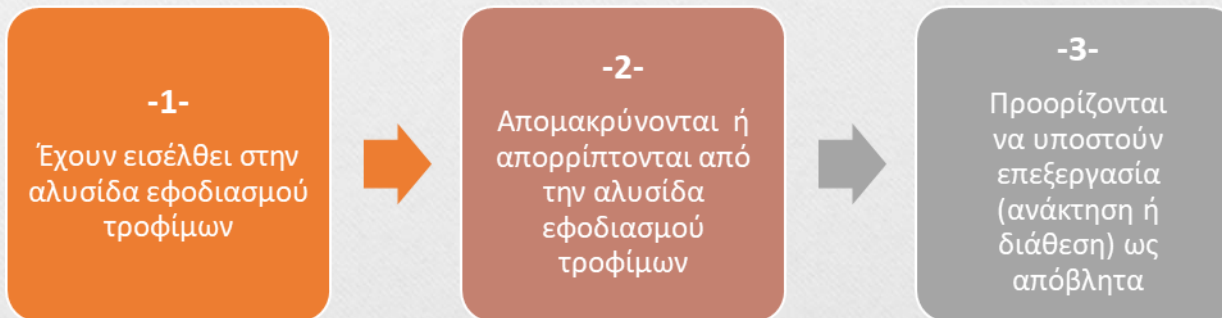 -1-
Έχουν εισέλθει στην
αλυσίδα εφοδιασμού
τροφίμων
-2-
Απομακρύνονται ή
απορρίπτονται από
την αλυσίδα
εφοδιασμού
τροφίμων
-3-
Προορίζονται
να υποστούν
επεξεργασία
(ανάκτηση ή
διάθεση) ως
απόβλητα